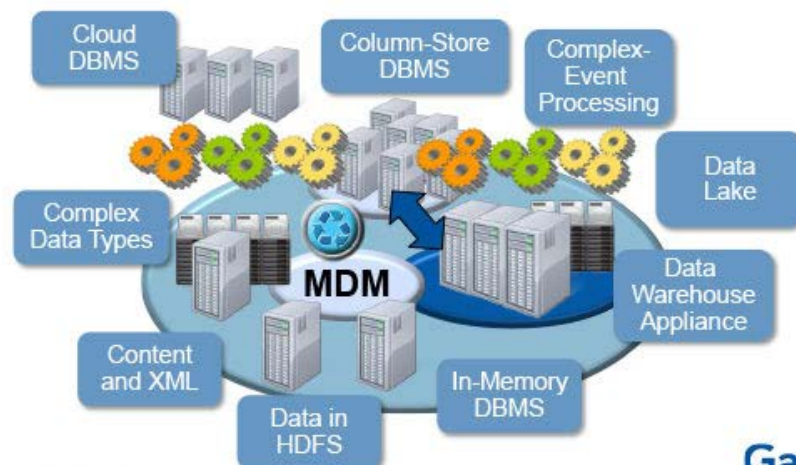 Cloud
DBMS
Column-Store
DBMS
Complex-
Event
Processing
Data
Lake
Complex
Data Types
MDM
Data
Warehouse
Appliance
Content
and XML
In-Memory
DBMS
Data in
HDFS
Ga